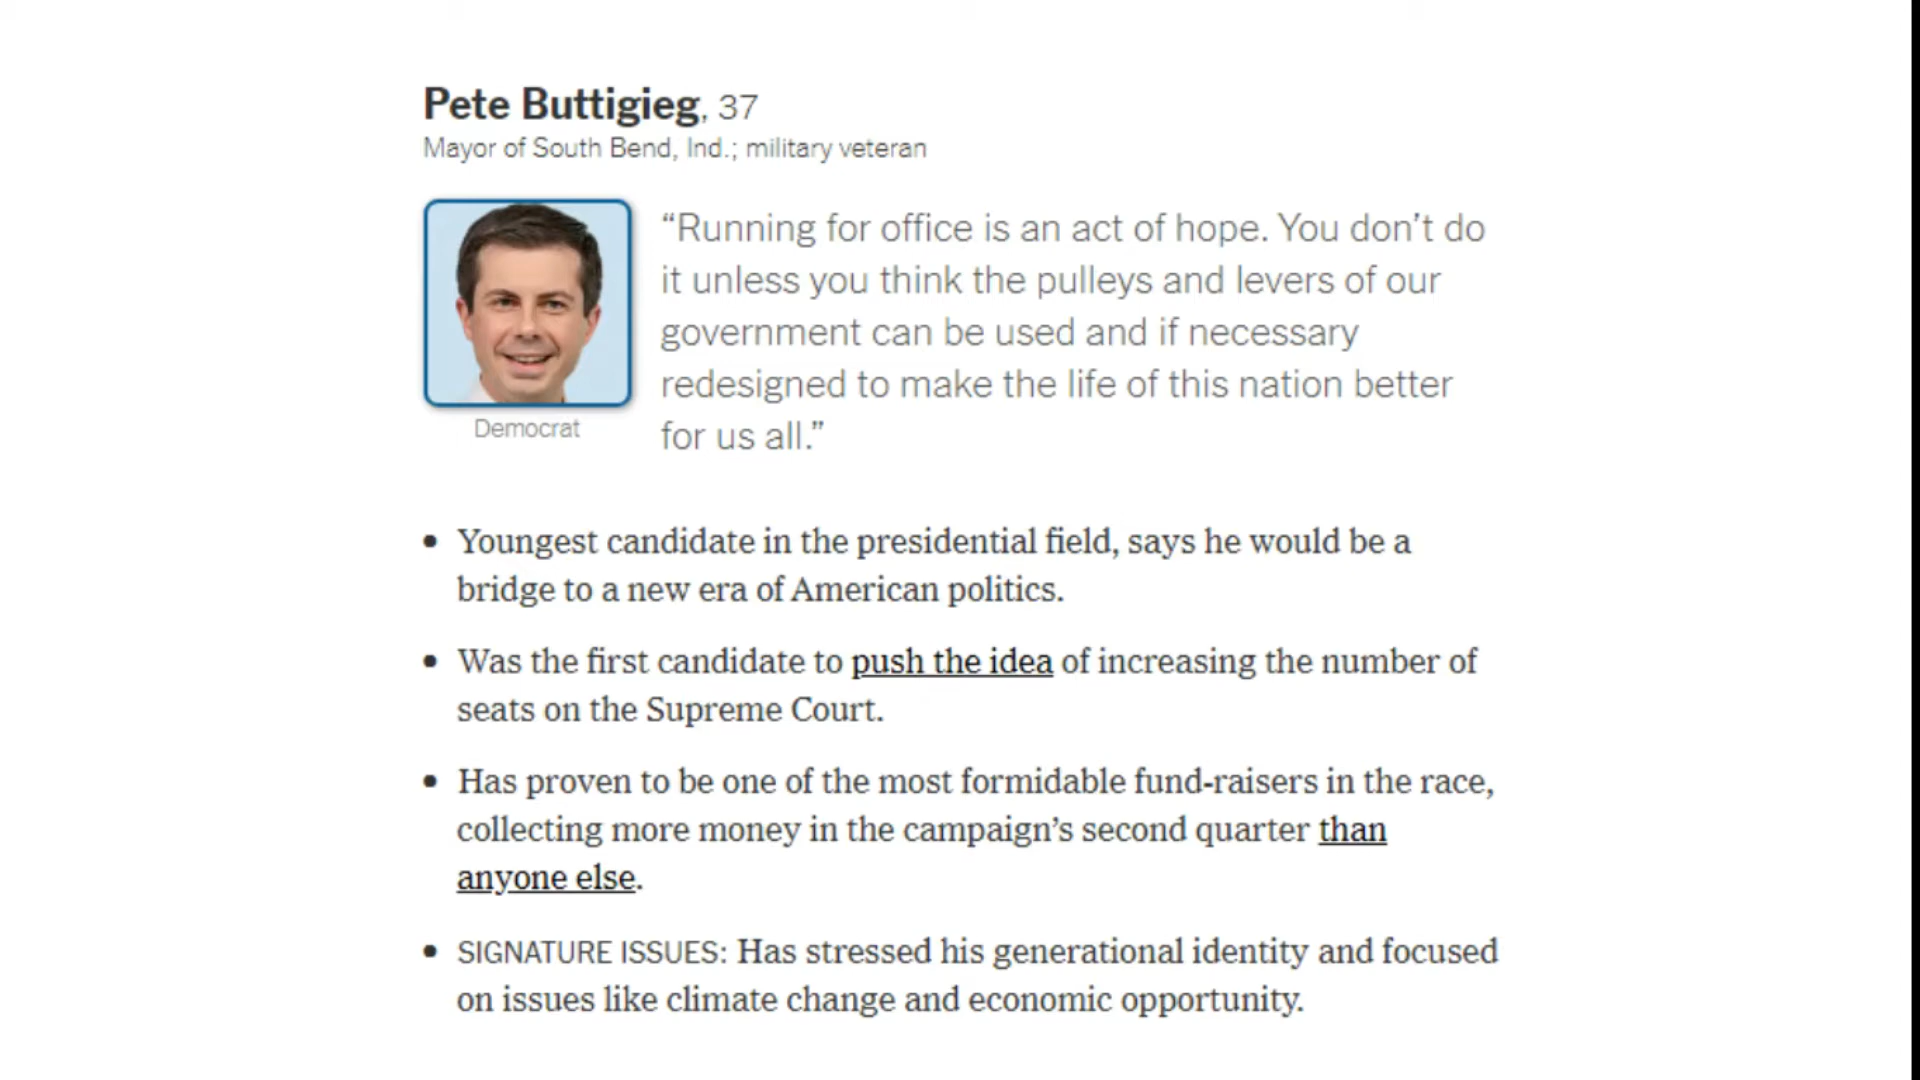 Pete Buttigieg, 37
Mayor of South Bend, Ind.; military veteran
“Running for office is an act of hope. You don’t do
it unless you think the pulleys and levers of our
government can be used and if necessary
redesigned to make the life of this nation better
for us all.”
Democrat
• Youngest candidate in the presidential field, says he would be a
bridge to a new era of American politics.
• Was the first candidate to push the idea of increasing the number of
seats on the Supreme Court.
• Has proven to be one of the most formidable fund-raisers in the race,
collecting more money in the campaign’s second quarter than
anyone else.
• SIGNATURE ISSUES: Has stressed his generational identity and focused
on issues like climate change and economic opportunity.